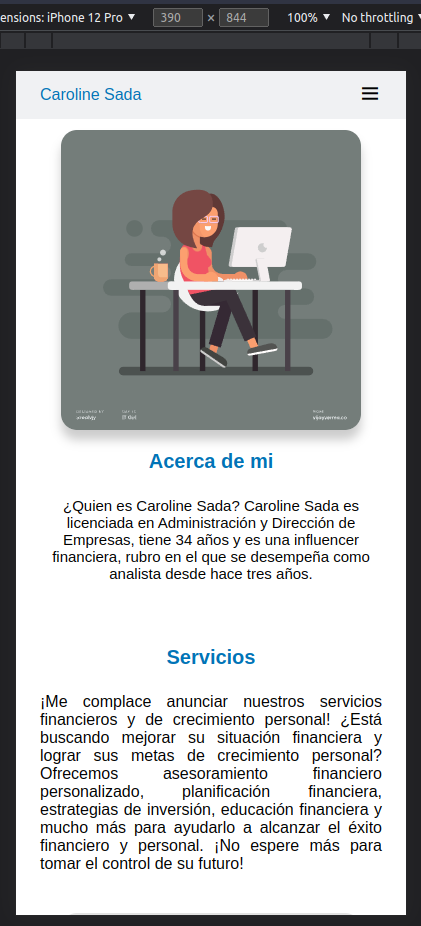 ensions: iPhone 12 Pro 390 × 844 100% No throttling
Caroline Sada
Acerca de mi
¿Quien es Caroline Sada? Caroline Sada es
licenciada en Administración y Dirección de
Empresas, tiene 34 años y es una influencer
financiera, rubro en el que se desempeña como
analista desde hace tres años.
Servicios
¡Me complace anunciar nuestros servicios
financieros y de crecimiento personal! ¿Está
buscando mejorar su situación financiera y
lograr sus metas de crecimiento personal?
Ofrecemos asesoramiento financiero
personalizado, planificación financiera,
estrategias de inversión, educación financiera y
mucho más para ayudarlo a alcanzar el éxito
financiero y personal. ¡No espere más para
tomar el control de su futuro!